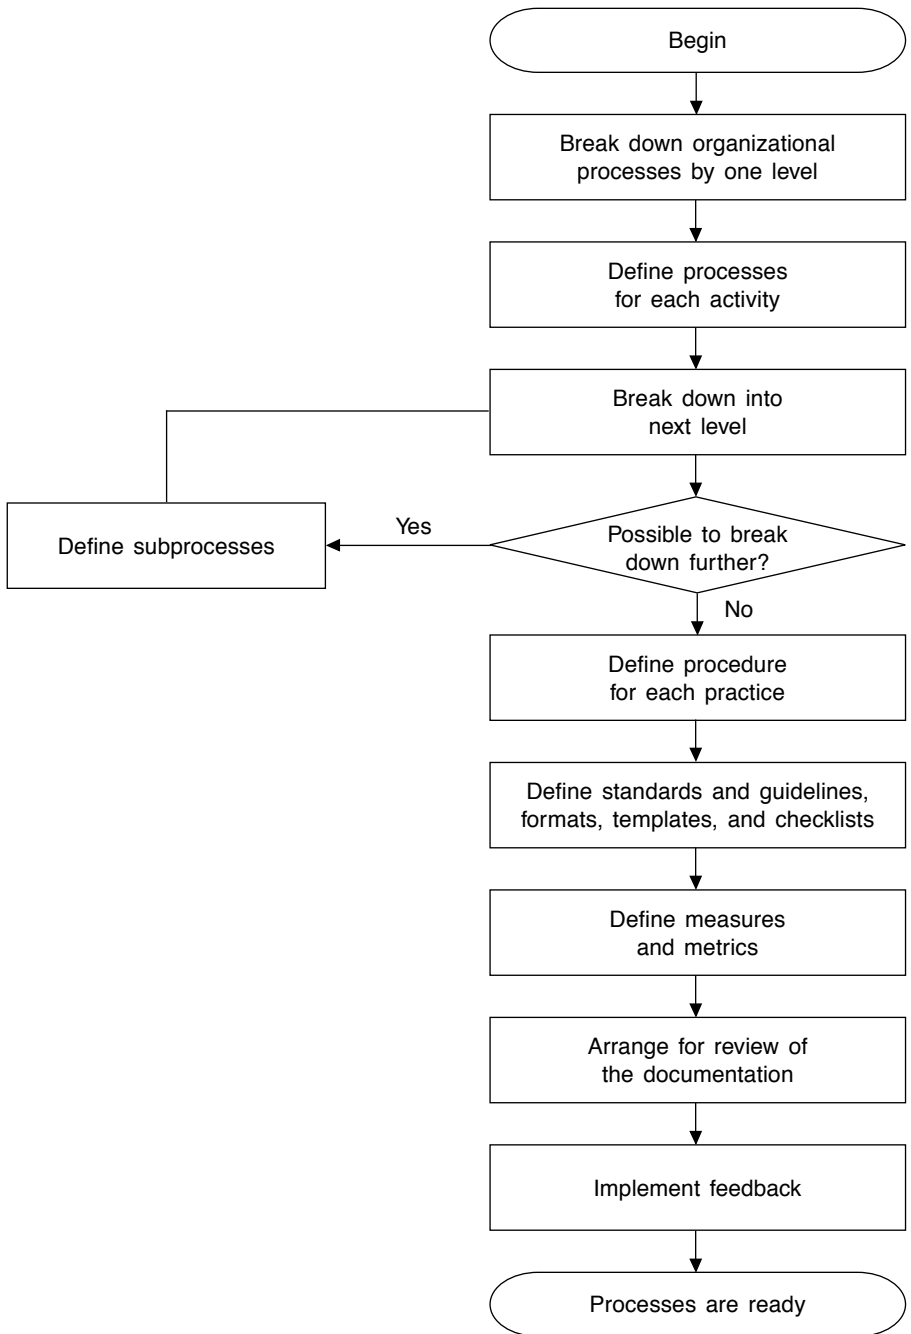 Begin
Break down organizational
processes by one level
Define processes
for each activity
Break down into
next level
Possible to break
down further?
Yes
Define subprocesses
No
Define procedure
for each practice
Define standards and guidelines,
formats, templates, and checklists
Define measures
and metrics
Arrange for review of
the documentation
Implement feedback
Processes are ready